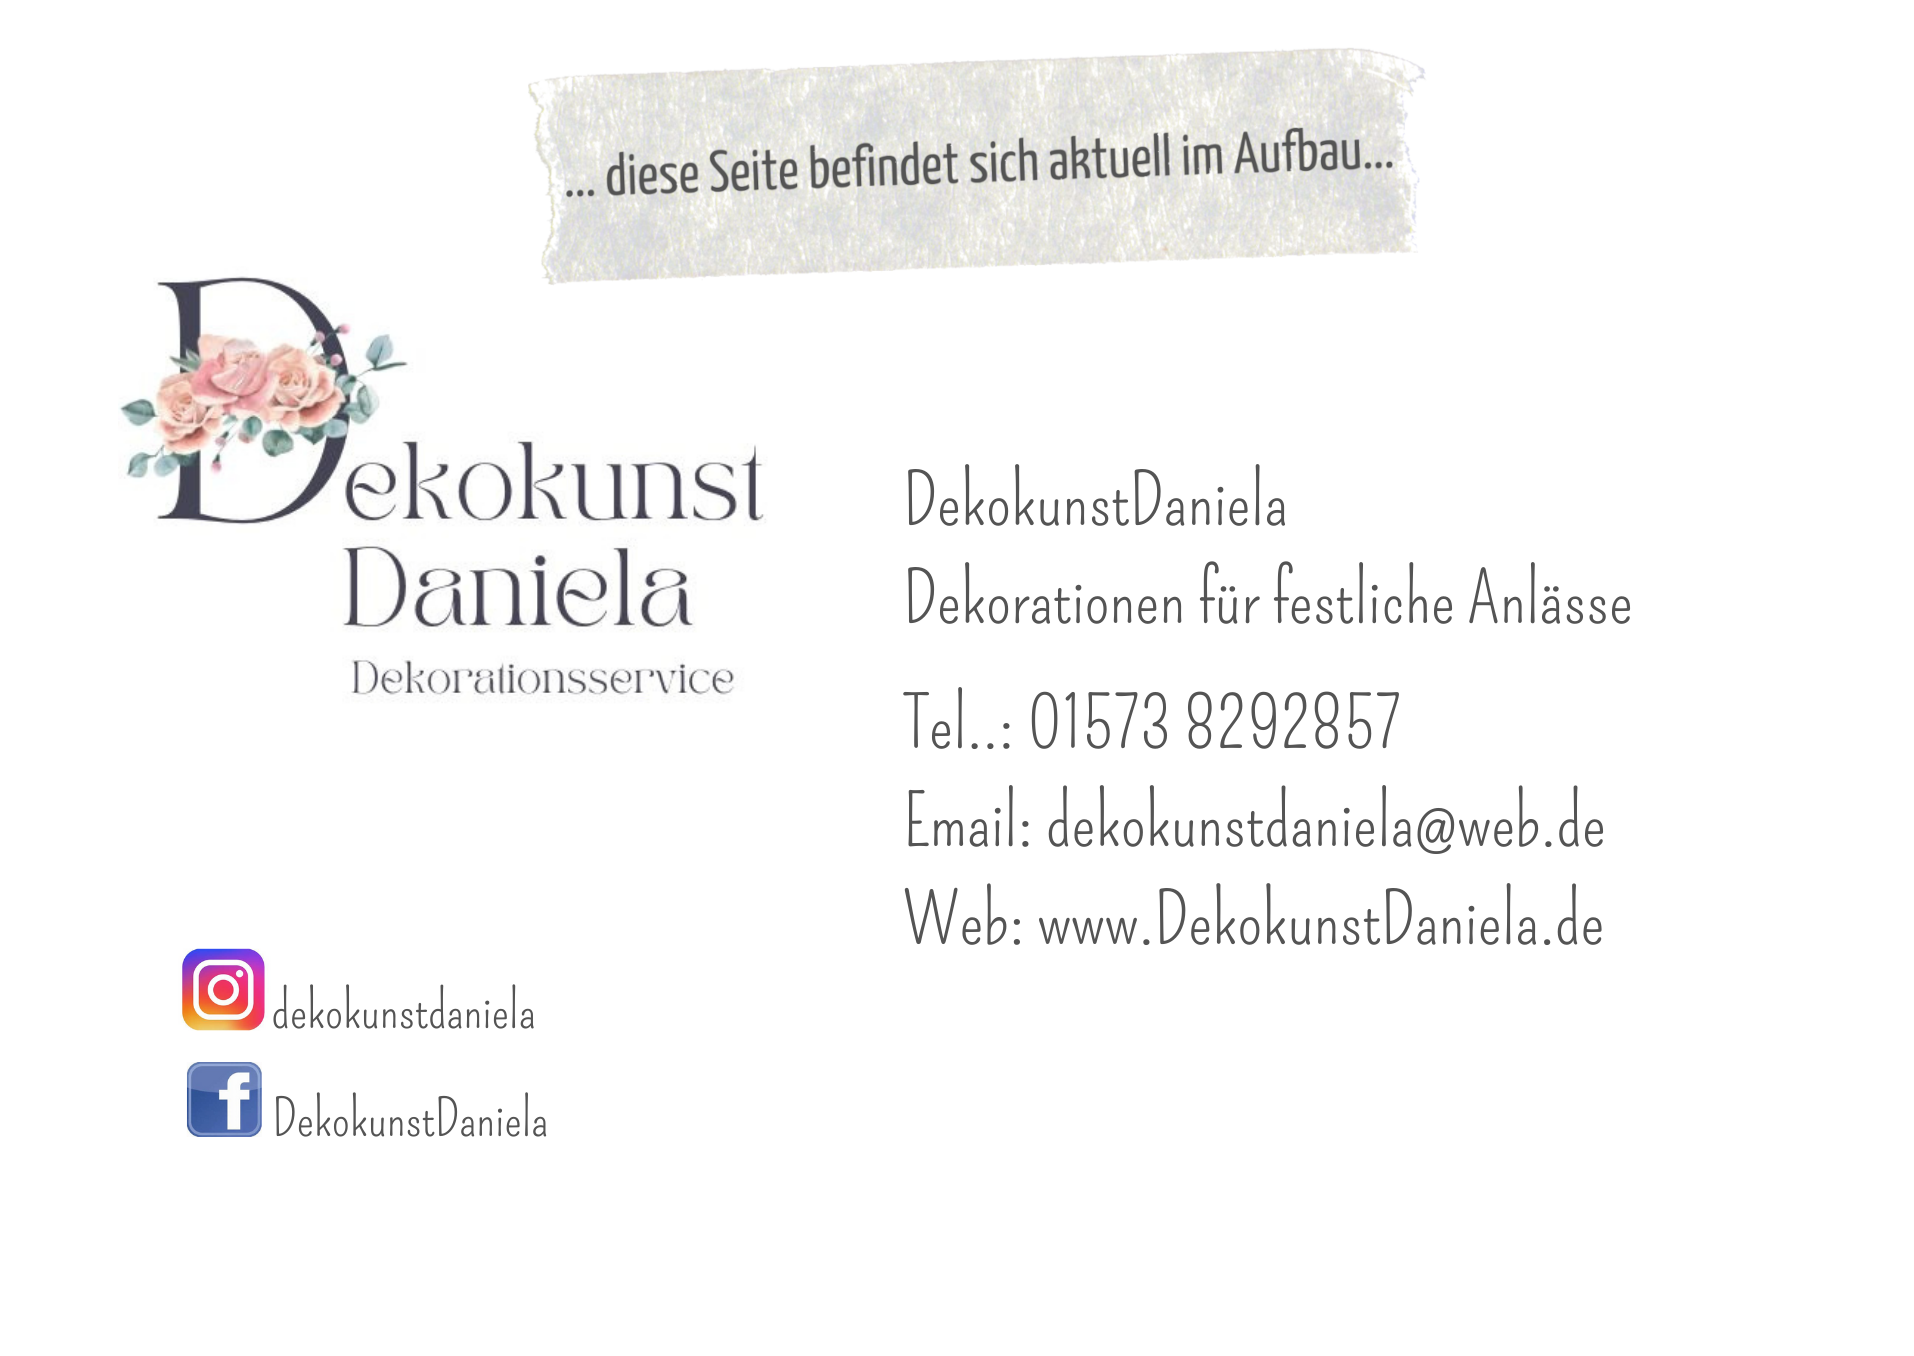 ... diese Seite befindet sich aktuell im Aufbau...
Dekokunst
Daniela
Dekorationsservice
DekokunstDaniela
Dekorationen für festliche Anlässe
Tel..: 01573 8292857
Email: dekokunstdaniela@web.de
Web: www.DekokunstDaniela.de
dekokunstdaniela
DekokunstDaniela